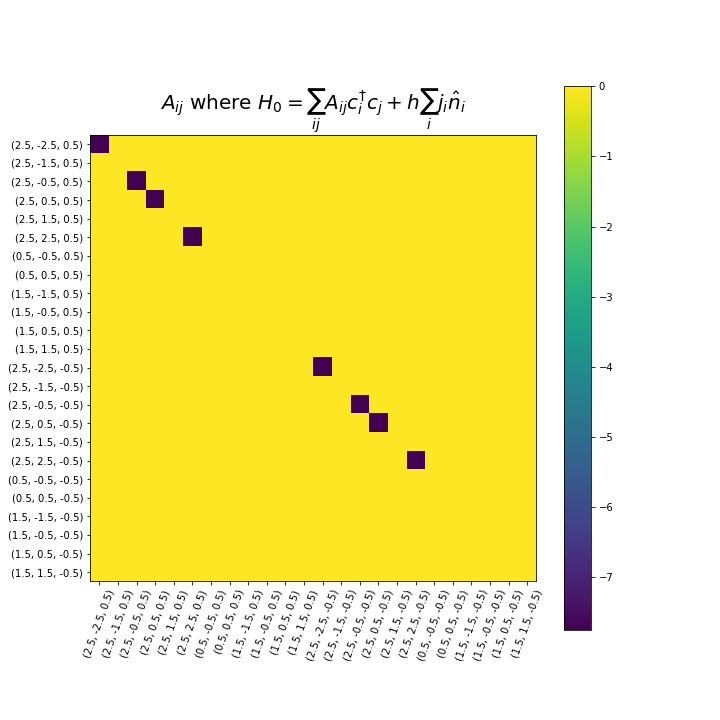 A_{ij} where H_0 = ∑_{ij} A_{ij} c_i^† c_j + h ∑_i j_i n̂_i
(2.5, -2.5, 0.5)
(2.5, -1.5, 0.5)
(2.5, -0.5, 0.5)
(2.5, 0.5, 0.5)
(2.5, 1.5, 0.5)
(2.5, 2.5, 0.5)
(0.5, -0.5, 0.5)
(0.5, 0.5, 0.5)
(1.5, -1.5, 0.5)
(1.5, -0.5, 0.5)
(1.5, 0.5, 0.5)
(1.5, 1.5, 0.5)
(2.5, -2.5, -0.5)
(2.5, -1.5, -0.5)
(2.5, -0.5, -0.5)
(2.5, 0.5, -0.5)
(2.5, 1.5, -0.5)
(2.5, 2.5, -0.5)
(0.5, -0.5, -0.5)
(0.5, 0.5, -0.5)
(1.5, -1.5, -0.5)
(1.5, -0.5, -0.5)
(1.5, 0.5, -0.5)
(1.5, 1.5, -0.5)
(2.5, -2.5, 0.5)
(2.5, -1.5, 0.5)
(2.5, -0.5, 0.5)
(2.5, 0.5, 0.5)
(2.5, 1.5, 0.5)
(2.5, 2.5, 0.5)
(0.5, -0.5, 0.5)
(0.5, 0.5, 0.5)
(1.5, -1.5, 0.5)
(1.5, -0.5, 0.5)
(1.5, 0.5, 0.5)
(1.5, 1.5, 0.5)
(2.5, -2.5, -0.5)
(2.5, -1.5, -0.5)
(2.5, -0.5, -0.5)
(2.5, 0.5, -0.5)
(2.5, 1.5, -0.5)
(2.5, 2.5, -0.5)
(0.5, -0.5, -0.5)
(0.5, 0.5, -0.5)
(1.5, -1.5, -0.5)
(1.5, -0.5, -0.5)
(1.5, 0.5, -0.5)
(1.5, 1.5, -0.5)
0
−1
−2
−3
−4
−5
−6
−7